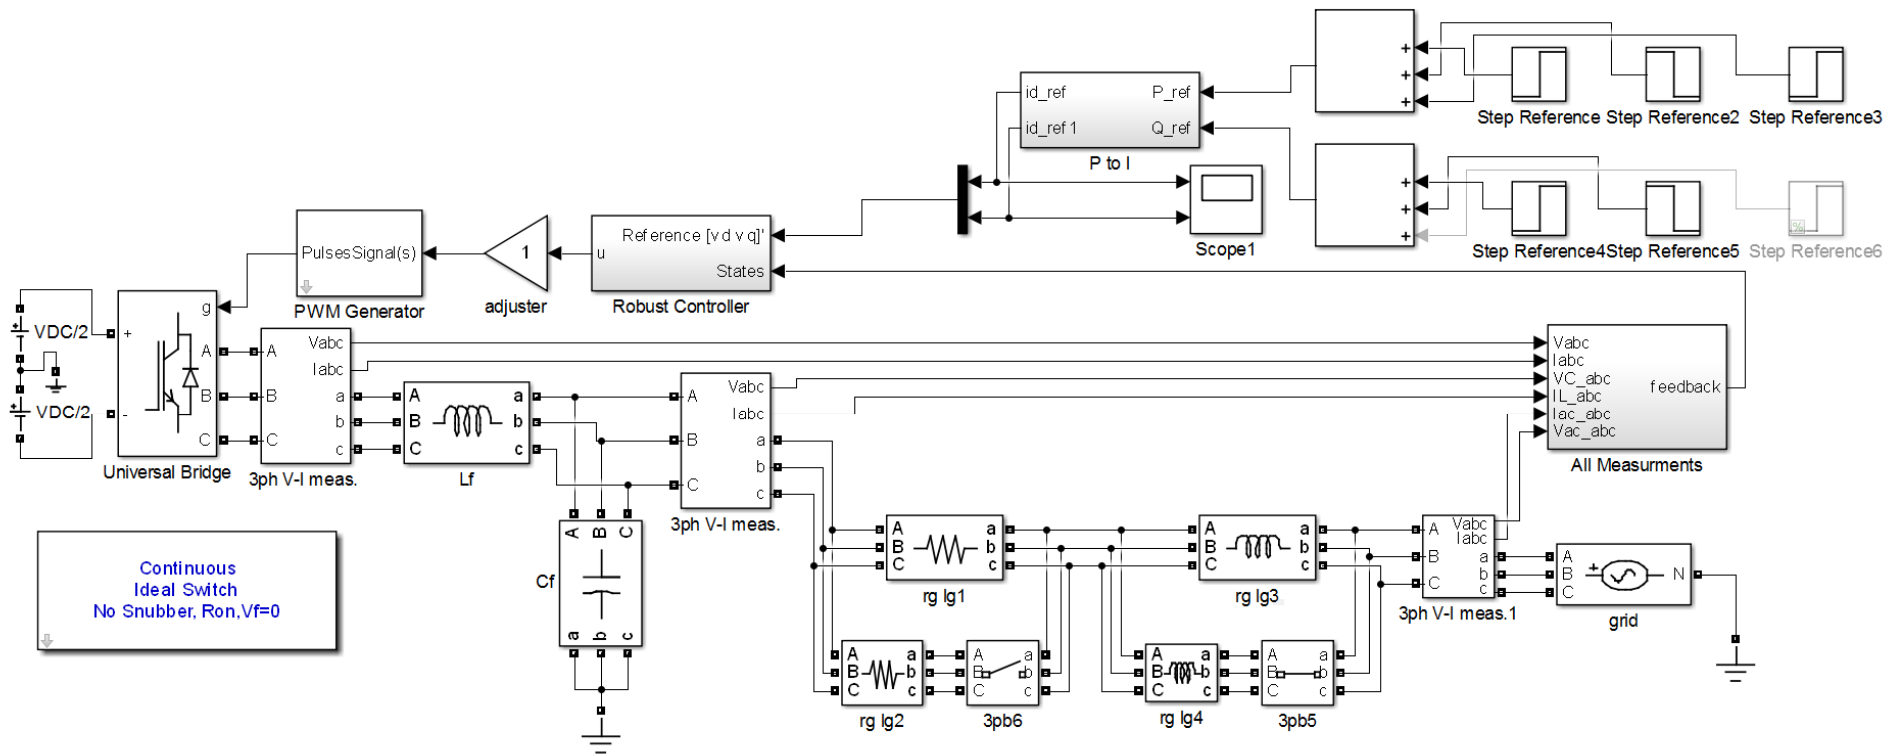 id_ref
P_ref
id_ref 1
Q_ref
P to I
+
+
+
Step Reference
Step Reference2
Step Reference3
+
+
+
Step Reference4
Step Reference5
Step Reference6
%
Scope1
PulsesSignal(s)
PWM Generator
1
adjuster
Reference [v d v q]'
u
States
Robust Controller
+
VDC/2
+
VDC/2
g
+
-
A
B
C
Universal Bridge
A
B
C
Vabc
Iabc
a
b
c
3ph V-I meas.
A
B
C
a
b
c
Lf
A
B
C
Vabc
Iabc
a
b
c
3ph V-I meas.
Vabc
Iabc
VC_abc
IL_abc
Iac_abc
Vac_abc
feedback
All Measurments
A
B
C
a
b
c
Cf
A
B
C
a
b
c
rg lg1
A
B
C
a
b
c
rg lg3
A
B
C
Vabc
Iabc
a
b
c
3ph V-I meas.1
A
B
C
+
N
grid
A
B
C
a
b
c
rg lg2
A
B
C
a
b
c
3pb6
A
B
C
a
b
c
rg lg4
A
B
C
a
b
c
3pb5
Continuous
Ideal Switch
No Snubber, Ron,Vf=0